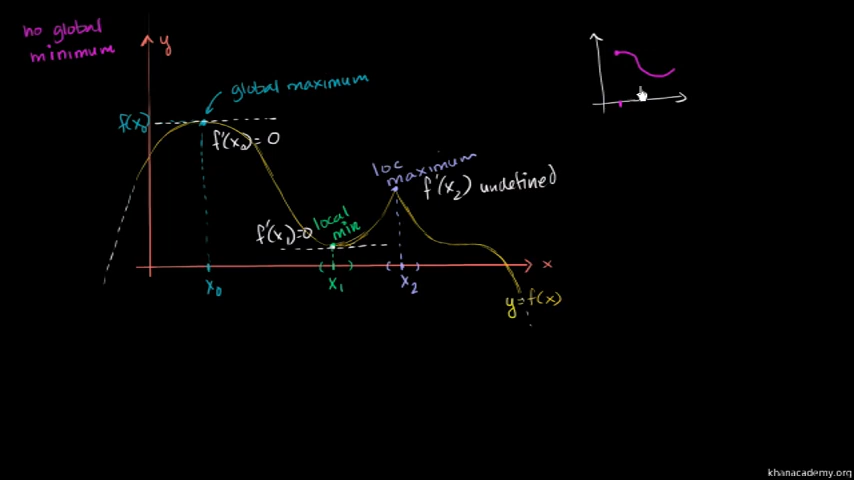 no global
minimum
y
global maximum
f(x₀)
f'(x₀)=0
loc
maximum
f'(x₂) undefined
local
min
f'(x₁)=0
x
x₀
x₁
x₂
y=f(x)
khanacademy.org